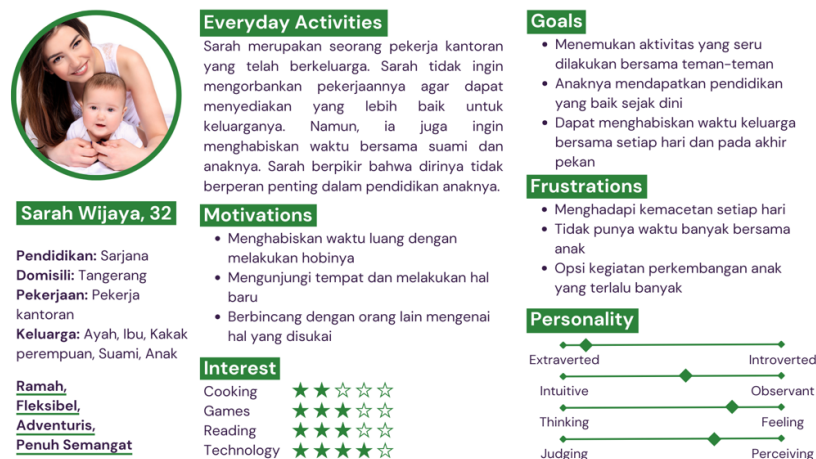 Sarah Wijaya, 32
Pendidikan: Sarjana
Domisili: Tangerang
Pekerjaan: Pekerja
kantoran
Keluarga: Ayah, Ibu, Kakak
perempuan, Suami, Anak
Ramah,
Fleksibel,
Adventuris,
Penuh Semangat
Everyday Activities
Sarah merupakan seorang pekerja kantoran
yang telah berkeluarga. Sarah tidak ingin
mengorbankan pekerjaannya agar dapat
menyediakan yang lebih baik untuk
keluarganya. Namun, ia juga ingin
menghabiskan waktu bersama suami dan
anaknya. Sarah berpikir bahwa dirinya tidak
berperan penting dalam pendidikan anaknya.
Motivations
• Menghabiskan waktu luang dengan
melakukan hobinya
• Mengunjungi tempat dan melakukan hal
baru
• Berbincang dengan orang lain mengenai
hal yang disukai
Interest
Cooking
Games
Reading
Technology
Goals
• Menemukan aktivitas yang seru
dilakukan bersama teman-teman
• Anaknya mendapatkan pendidikan
yang baik sejak dini
• Dapat menghabiskan waktu keluarga
bersama setiap hari dan pada akhir
pekan
Frustrations
• Menghadapi kemacetan setiap hari
• Tidak punya waktu banyak bersama
anak
• Opsi kegiatan perkembangan anak
yang terlalu banyak
Personality
Extraverted Introverted
Intuitive Observant
Thinking Feeling
Judging Perceiving